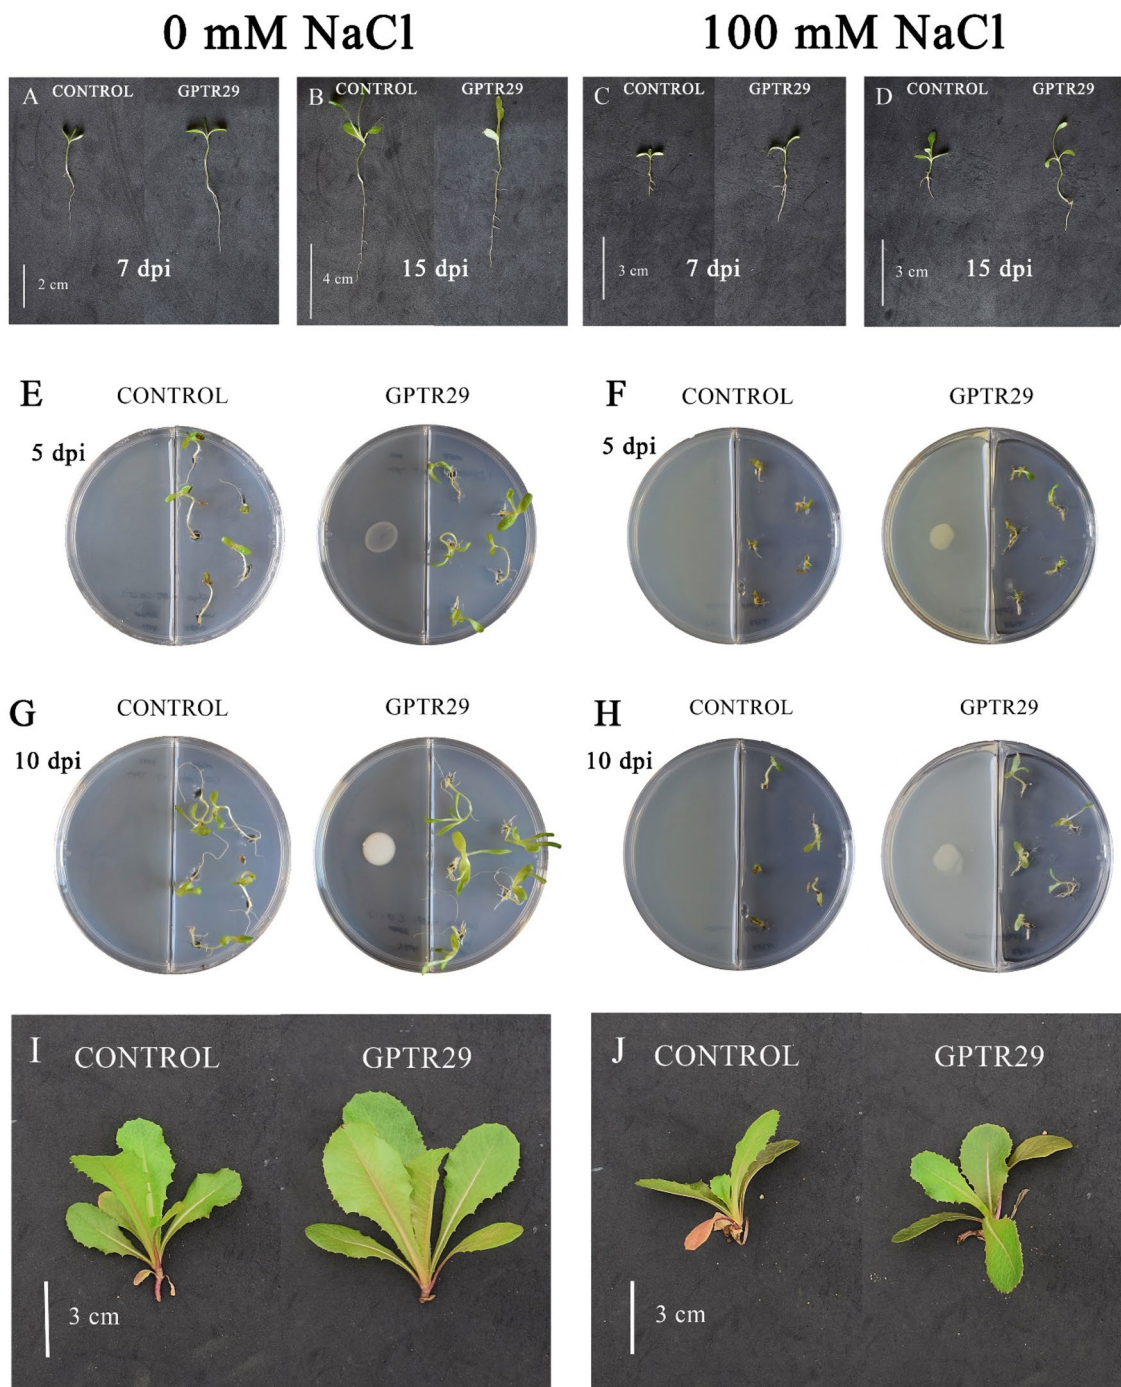 0 mM NaCl
100 mM NaCl
A CONTROL GPTR29
7 dpi
2 cm
B CONTROL GPTR29
15 dpi
4 cm
C CONTROL GPTR29
7 dpi
3 cm
D CONTROL GPTR29
15 dpi
3 cm
E CONTROL GPTR29
5 dpi
F CONTROL GPTR29
5 dpi
G CONTROL GPTR29
10 dpi
H CONTROL GPTR29
10 dpi
I CONTROL GPTR29
3 cm
J CONTROL GPTR29
3 cm